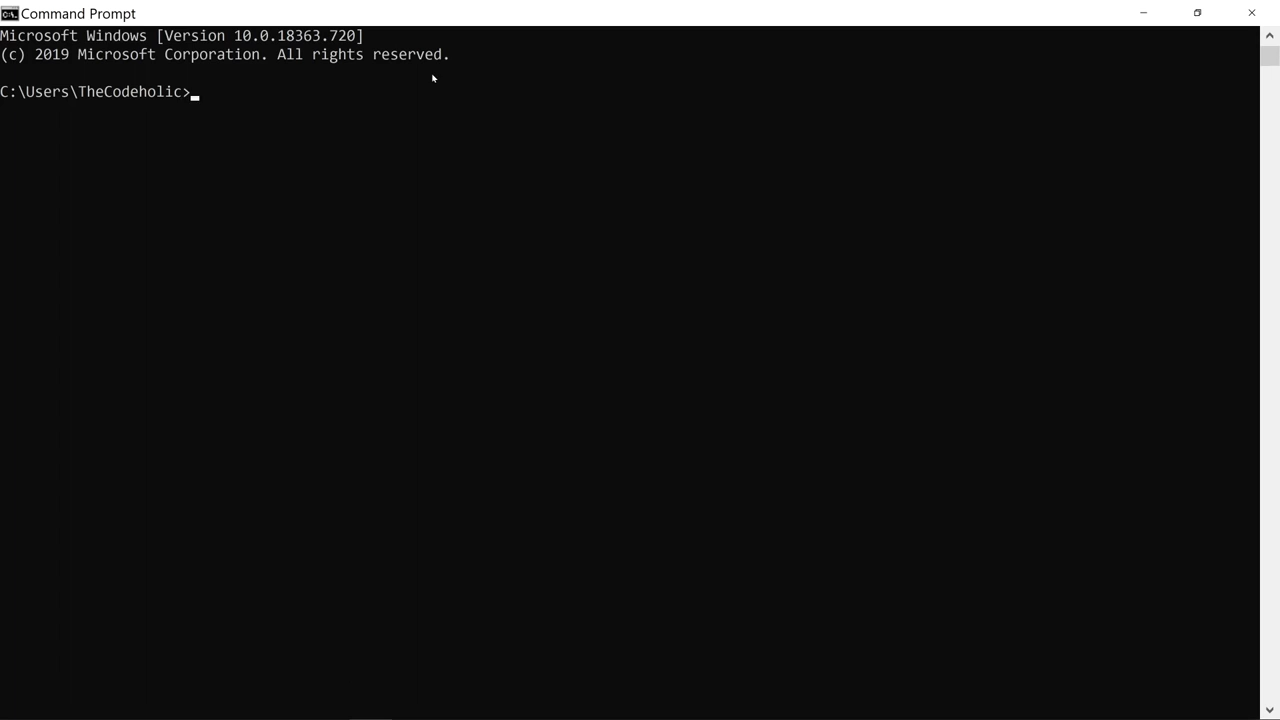 Command Prompt
Microsoft Windows [Version 10.0.18363.720]
(c) 2019 Microsoft Corporation. All rights reserved.
C:\Users\TheCodeholic>